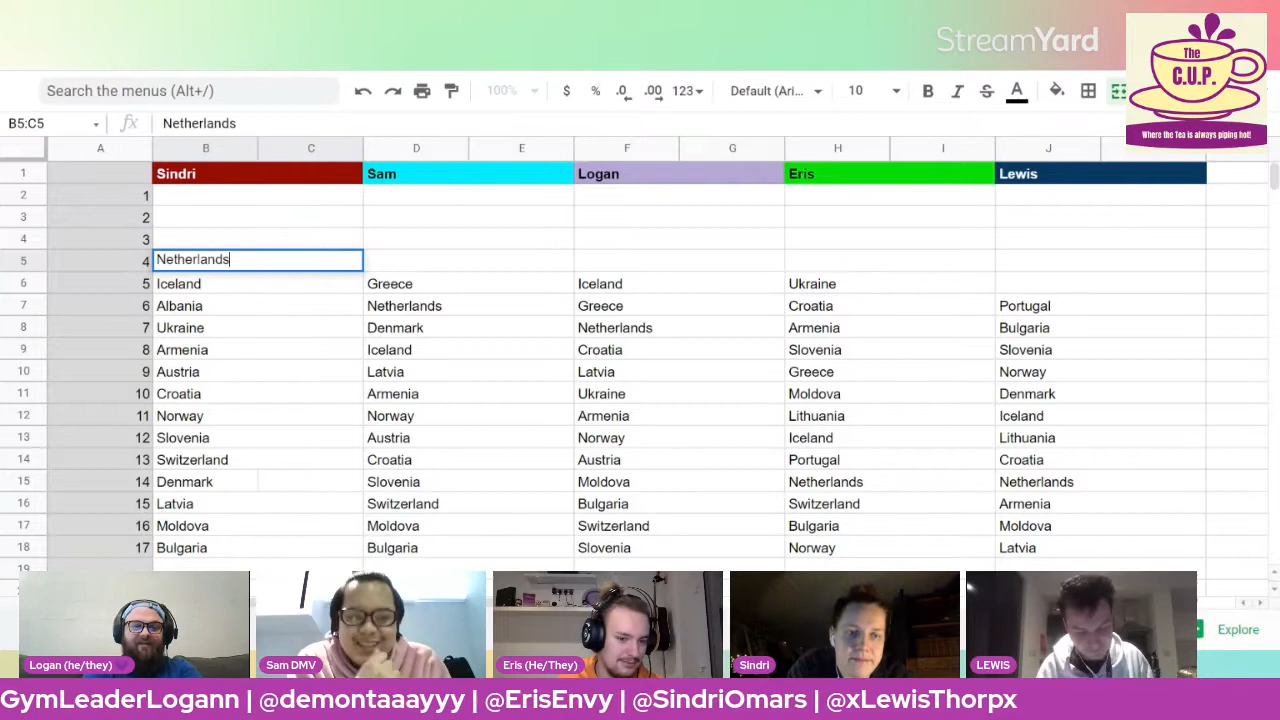 StreamYard
The
C.U.P.
Where the Tea is always piping hot!
Search the menus (Alt+/)
100%
$ % .0 .00 123
Default (Ari...
10
B I S A
B5:C5 fx Netherlands
A B C D E F G H I J
1 Sindri Sam Logan Eris Lewis
2 1
3 2
4 3
5 4 Netherlands
6 5 Iceland Greece Iceland Ukraine
7 6 Albania Netherlands Greece Croatia Portugal
8 7 Ukraine Denmark Netherlands Armenia Bulgaria
9 8 Armenia Iceland Croatia Slovenia Slovenia
10 9 Austria Latvia Latvia Greece Norway
11 10 Croatia Armenia Ukraine Moldova Denmark
12 11 Norway Norway Armenia Lithuania Iceland
13 12 Slovenia Austria Norway Iceland Lithuania
14 13 Switzerland Croatia Austria Portugal Croatia
15 14 Denmark Slovenia Moldova Netherlands Netherlands
16 15 Latvia Switzerland Bulgaria Switzerland Armenia
17 16 Moldova Moldova Switzerland Bulgaria Moldova
18 17 Bulgaria Bulgaria Slovenia Norway Latvia
19
Explore
Logan (he/they)
Sam DMV
Eris (He/They)
Sindri
LEWIS
GymLeaderLogann | @demontaaayyy | @ErisEnvy | @SindriOmars | @xLewisThorpx